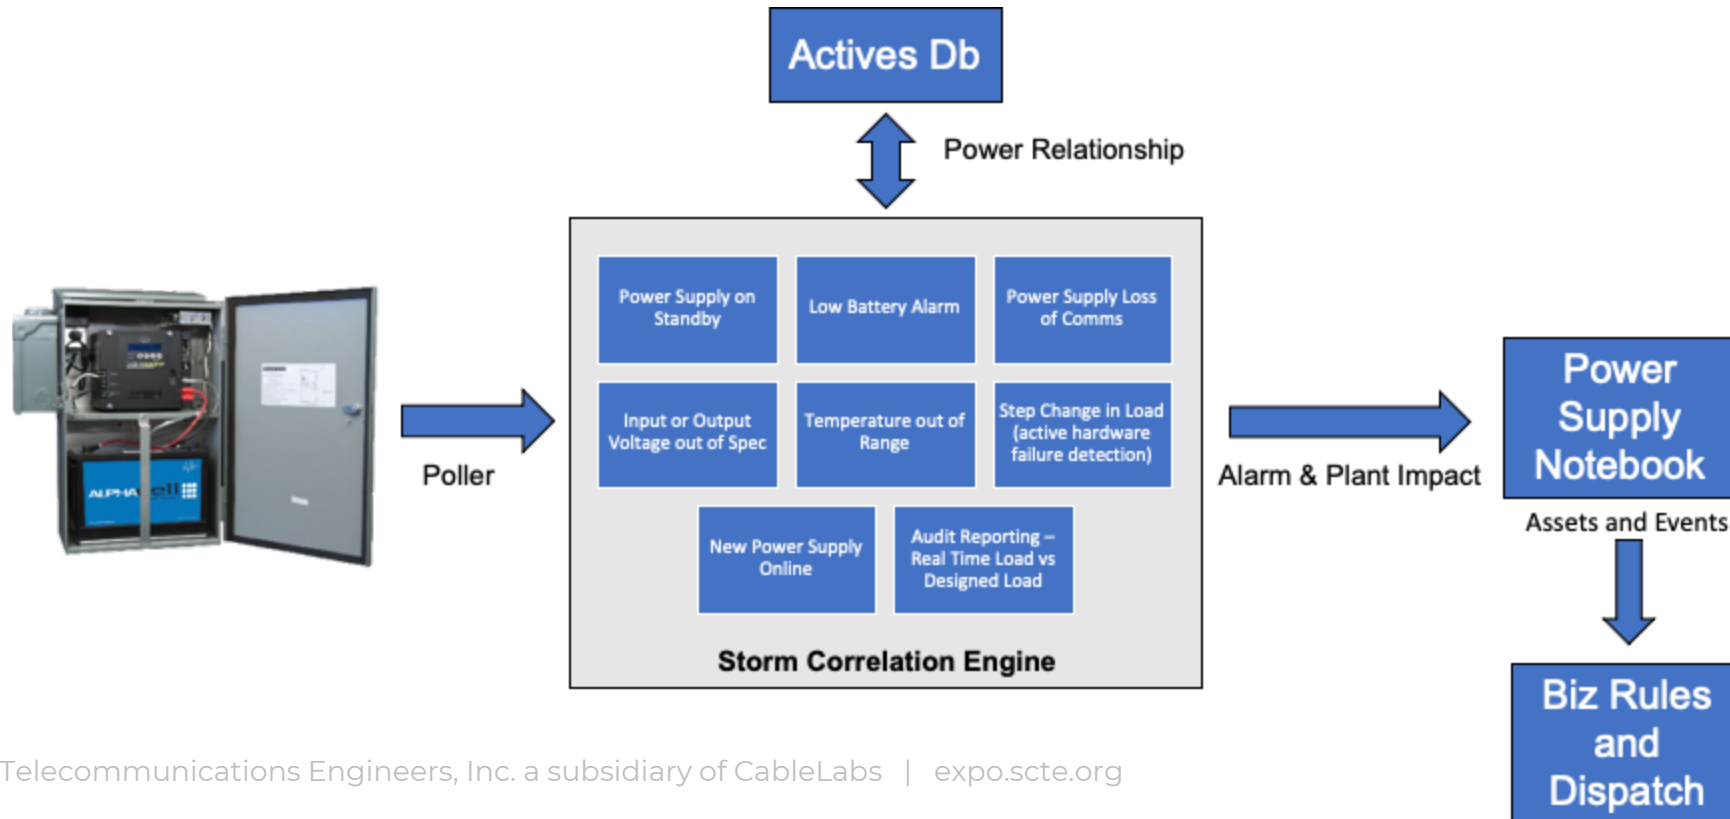 Actives Db
Power Relationship
Power Supply on
Standby
Low Battery Alarm
Power Supply Loss
of Comms
Input or Output
Voltage out of Spec
Temperature out of
Range
Step Change in Load
(active hardware
failure detection)
New Power Supply
Online
Audit Reporting –
Real Time Load vs
Designed Load
Storm Correlation Engine
Poller
Alarm & Plant Impact
Power
Supply
Notebook
Assets and Events
Biz Rules
and
Dispatch
Telecommunications Engineers, Inc. a subsidiary of CableLabs | expo.scte.org